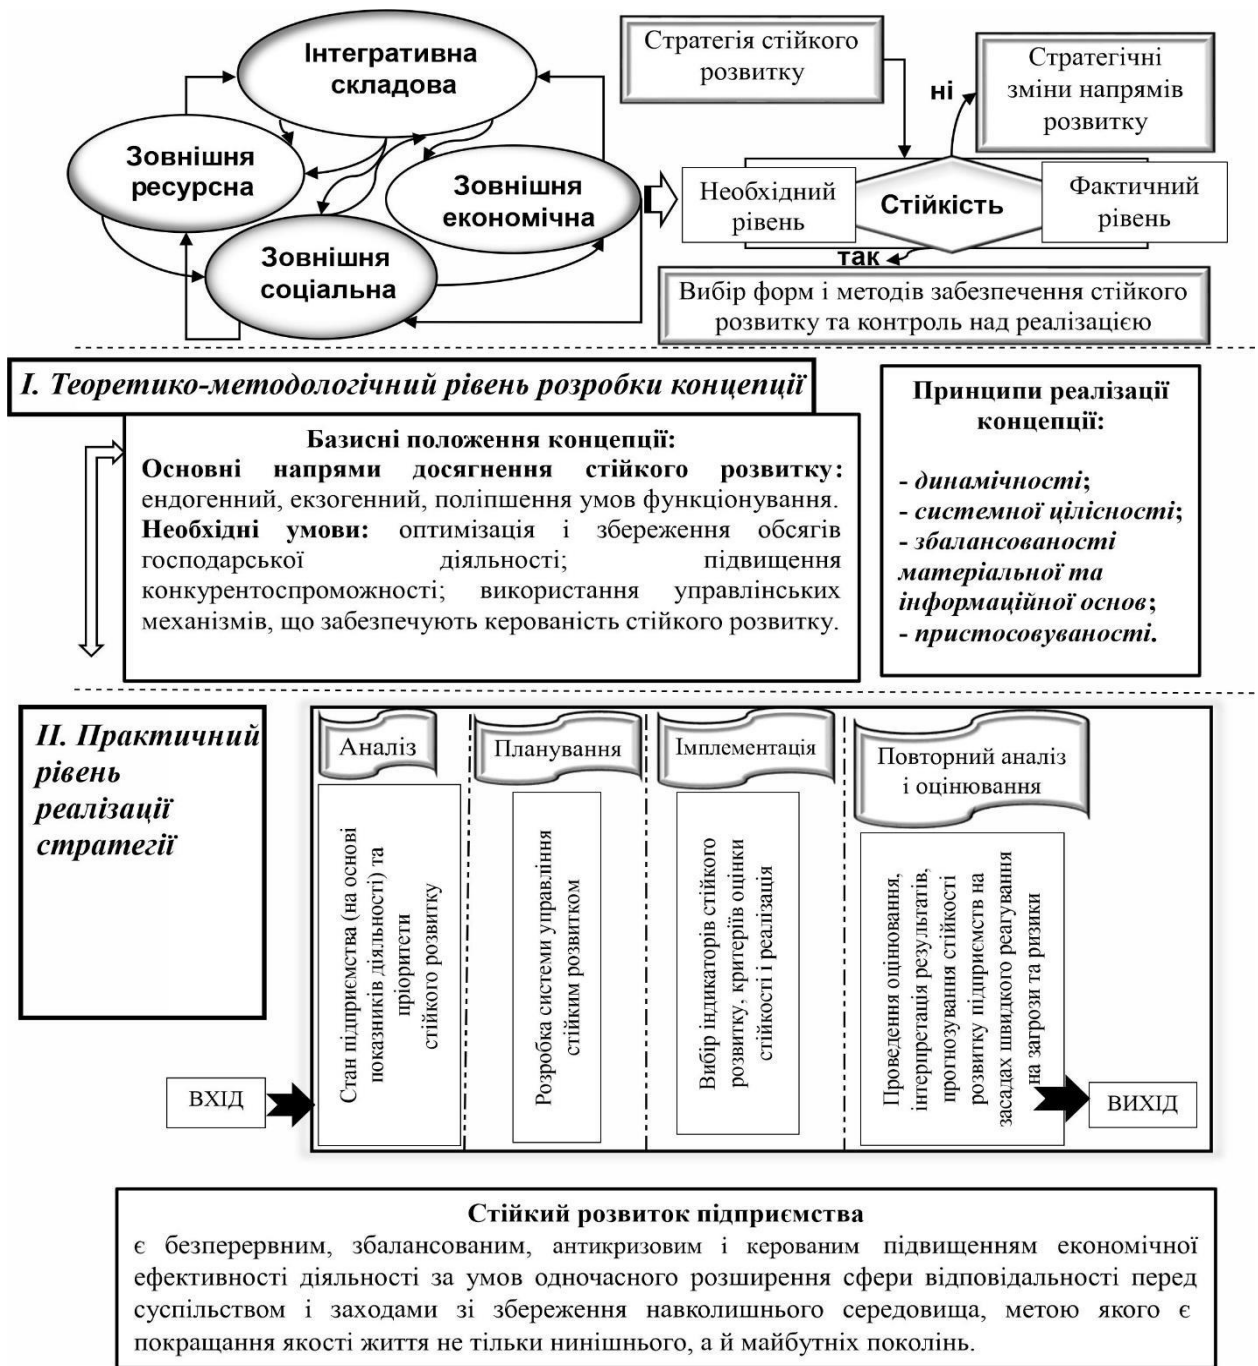 Інтегративна
складова
Зовнішня
ресурсна
Зовнішня
економічна
Зовнішня
соціальна
Стратегія стійкого
розвитку
ні
Стратегічні
зміни напрямів
розвитку
Необхідний
рівень
Стійкість
Фактичний
рівень
так
Вибір форм і методів забезпечення стійкого
розвитку та контроль над реалізацією
I. Теоретико-методологічний рівень розробки концепції
Базисні положення концепції:
Основні напрями досягнення стійкого розвитку:
ендогенний, екзогенний, поліпшення умов функціонування.
Необхідні умови: оптимізація і збереження обсягів
господарської діяльності; підвищення
конкурентоспроможності; використання управлінських
механізмів, що забезпечують керованість стійкого розвитку.
Принципи реалізації
концепції:
- динамічності;
- системної цілісності;
- збалансованості
матеріальної та
інформаційної основ;
- пристосовуваності.
II. Практичний
рівень
реалізації
стратегії
Аналіз
Планування
Імплементація
Повторний аналіз
і оцінювання
Стан підприємства (на основі
показників діяльності) та
пріоритети
стійкого розвитку
Розробка системи управління
стійким розвитком
Вибір індикаторів стійкого
розвитку, критеріїв оцінки
стійкості і реалізація
Проведення оцінювання,
інтерпретація результатів,
прогнозування стійкості
розвитку підприємств на
засадах швидкого реагування
на загрози та ризики
ВХІД
ВИХІД
Стійкий розвиток підприємства
є безперервним, збалансованим, антикризовим і керованим підвищенням економічної
ефективності діяльності за умов одночасного розширення сфери відповідальності перед
суспільством і заходами зі збереження навколишнього середовища, метою якого є
покращання якості життя не тільки нинішнього, а й майбутніх поколінь.